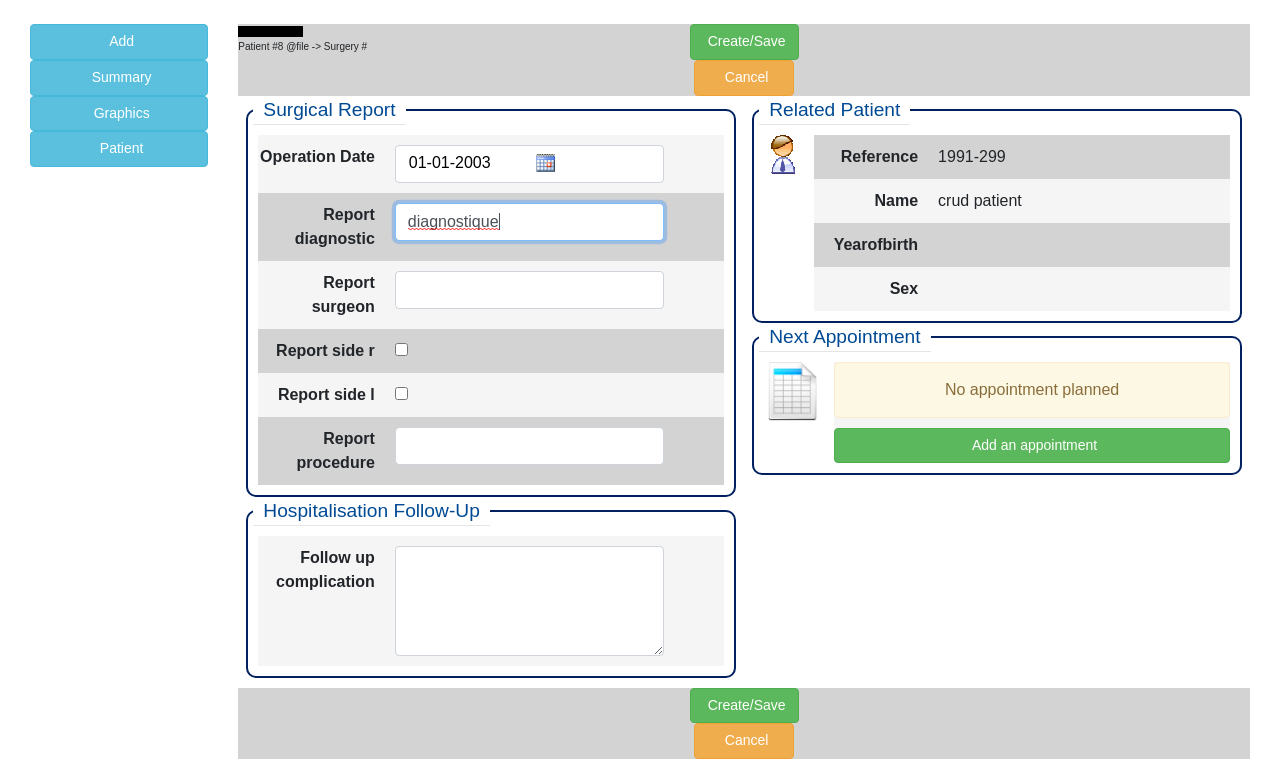 Add
Summary
Graphics
Patient
Patient #8 @file -> Surgery #
Create/Save
Cancel
Surgical Report
Operation Date
01-01-2003
Report
diagnostic
diagnostique
Report
surgeon
Report side r
Report side l
Report
procedure
Hospitalisation Follow-Up
Follow up
complication
Related Patient
Reference 1991-299
Name crud patient
Yearofbirth
Sex
Next Appointment
No appointment planned
Add an appointment
Create/Save
Cancel